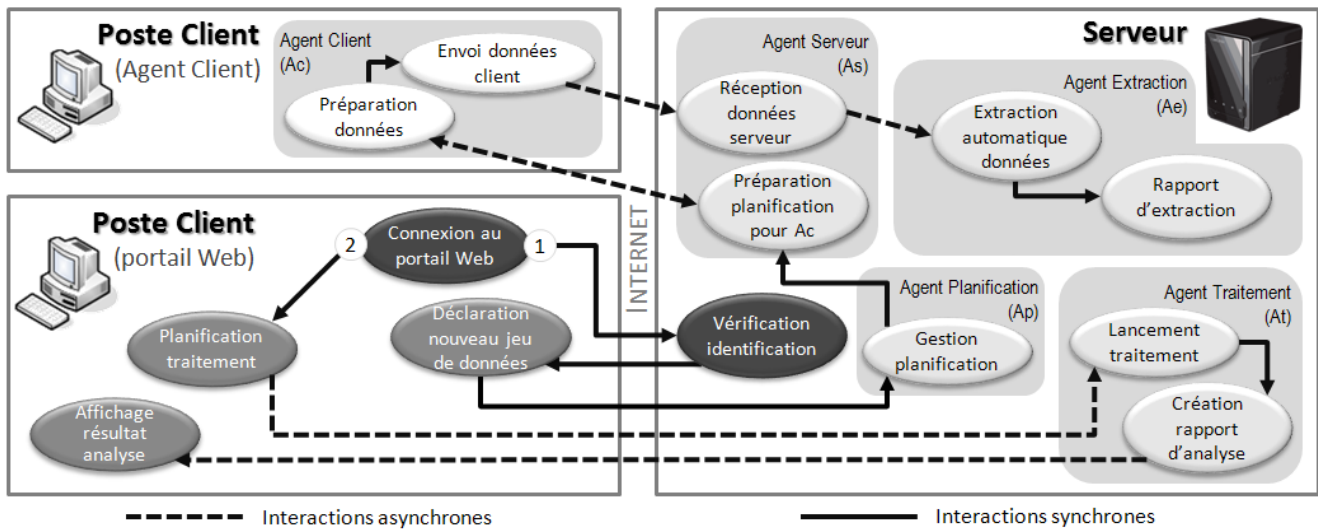 Poste Client
(Agent Client)
Agent Client
(Ac)
Envoi données
client
Préparation
données
Serveur
Agent Serveur
(As)
Réception
données
serveur
Préparation
planification
pour Ac
Agent Extraction
(Ae)
Extraction
automatique
données
Rapport
d'extraction
Poste Client
(portail Web)
2
Connexion au
portail Web
1
INTERNET
Planification
traitement
Déclaration
nouveau jeu
de données
Affichage
résultat
analyse
Vérification
identification
Agent Planification
(Ap)
Gestion
planification
Agent Traitement
(At)
Lancement
traitement
Création
rapport
d'analyse
Interactions asynchrones
Interactions synchrones